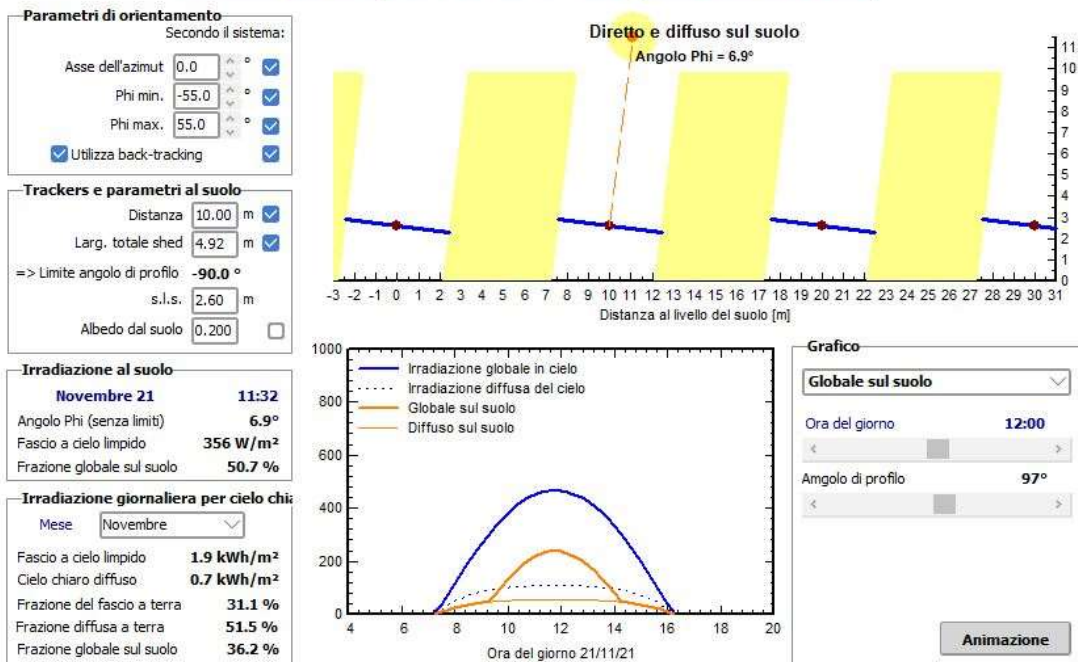 Parametri di orientamento
Secondo il sistema:
Asse dell'azimut 0.0 °
Phi min. -55.0 °
Phi max. 55.0 °
Utilizza back-tracking
Trackers e parametri al suolo
Distanza 10.00 m
Larg. totale shed 4.92 m
=> Limite angolo di profilo -90.0 °
s.l.s. 2.60 m
Albedo dal suolo 0.200
Irradiazione al suolo
Novembre 21 11:32
Angolo Phi (senza limiti) 6.9°
Fascio a cielo limpido 356 W/m²
Frazione globale sul suolo 50.7 %
Irradiazione giornaliera per cielo chia
Mese Novembre
Fascio a cielo limpido 1.9 kWh/m²
Cielo chiaro diffuso 0.7 kWh/m²
Frazione del fascio a terra 31.1 %
Frazione diffusa a terra 51.5 %
Frazione globale sul suolo 36.2 %
Diretto e diffuso sul suolo
Angolo Phi = 6.9°
11.
10
9
8
7
6
5
4
3
2
1
0
-3 -2 -1 0 1 2 3 4 5 6 7 8 9 10 11 12 13 14 15 16 17 18 19 20 21 22 23 24 25 26 27 28 29 30 31
Distanza al livello del suolo [m]
1000
800
600
400
200
0
Irradiazione globale in cielo
Irradiazione diffusa del cielo
Globale sul suolo
Diffuso sul suolo
4 6 8 10 12 14 16 18 20
Ora del giorno 21/11/21
Grafico
Globale sul suolo
Ora del giorno 12:00
Amgolo di profilo 97°
Animazione